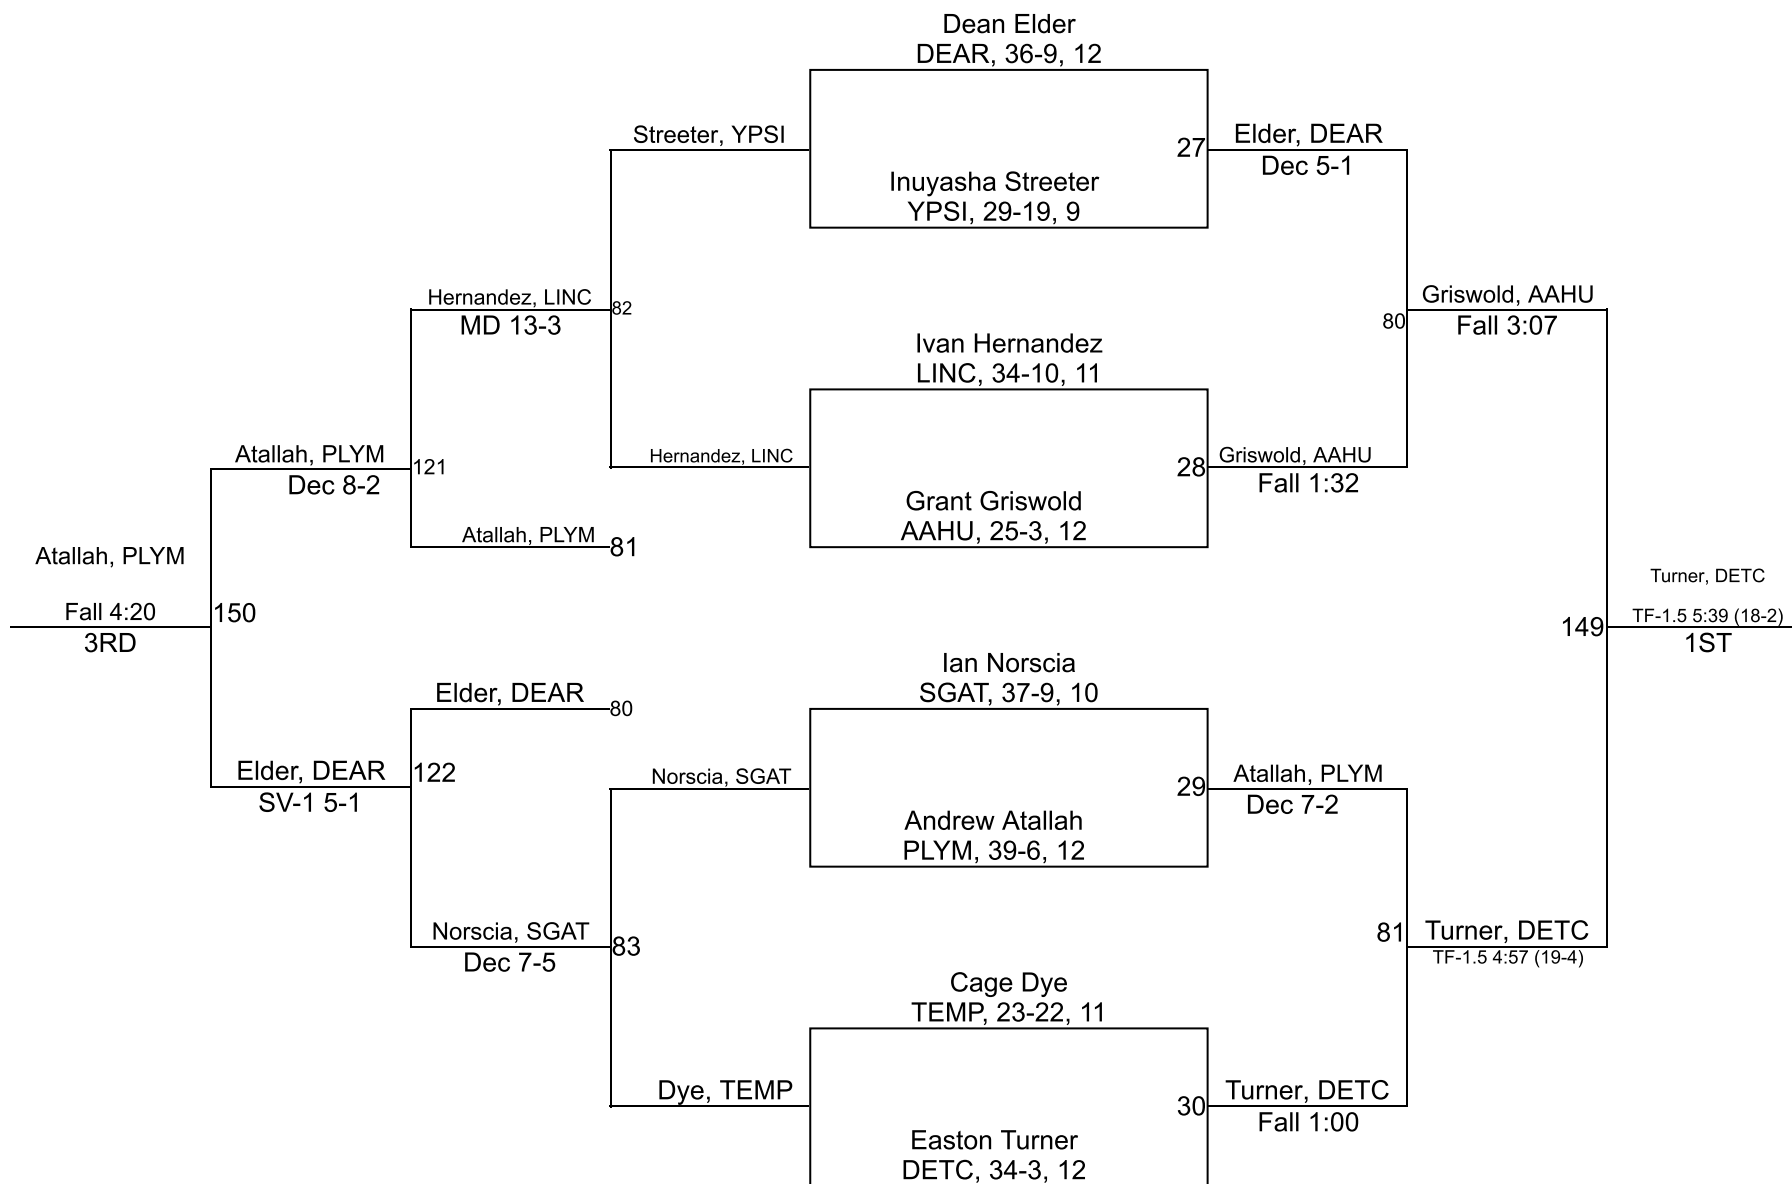 Dean Elder
DEAR, 36-9, 12
Streeter, YPSI
27
Elder, DEAR
Dec 5-1
Inuyasha Streeter
YPSI, 29-19, 9
Hernandez, LINC
82
MD 13-3
Griswold, AAHU
80
Fall 3:07
Ivan Hernandez
LINC, 34-10, 11
Atallah, PLYM
121
Dec 8-2
Hernandez, LINC
28
Griswold, AAHU
Fall 1:32
Grant Griswold
AAHU, 25-3, 12
Atallah, PLYM
81
Atallah, PLYM
Fall 4:20
150
3RD
Turner, DETC
TF-1.5 5:39 (18-2)
149
1ST
Ian Norscia
SGAT, 37-9, 10
Elder, DEAR
80
Elder, DEAR
122
SV-1 5-1
Norscia, SGAT
29
Atallah, PLYM
Dec 7-2
Andrew Atallah
PLYM, 39-6, 12
Norscia, SGAT
83
Dec 7-5
81
Turner, DETC
TF-1.5 4:57 (19-4)
Cage Dye
TEMP, 23-22, 11
Dye, TEMP
30
Turner, DETC
Fall 1:00
Easton Turner
DETC, 34-3, 12